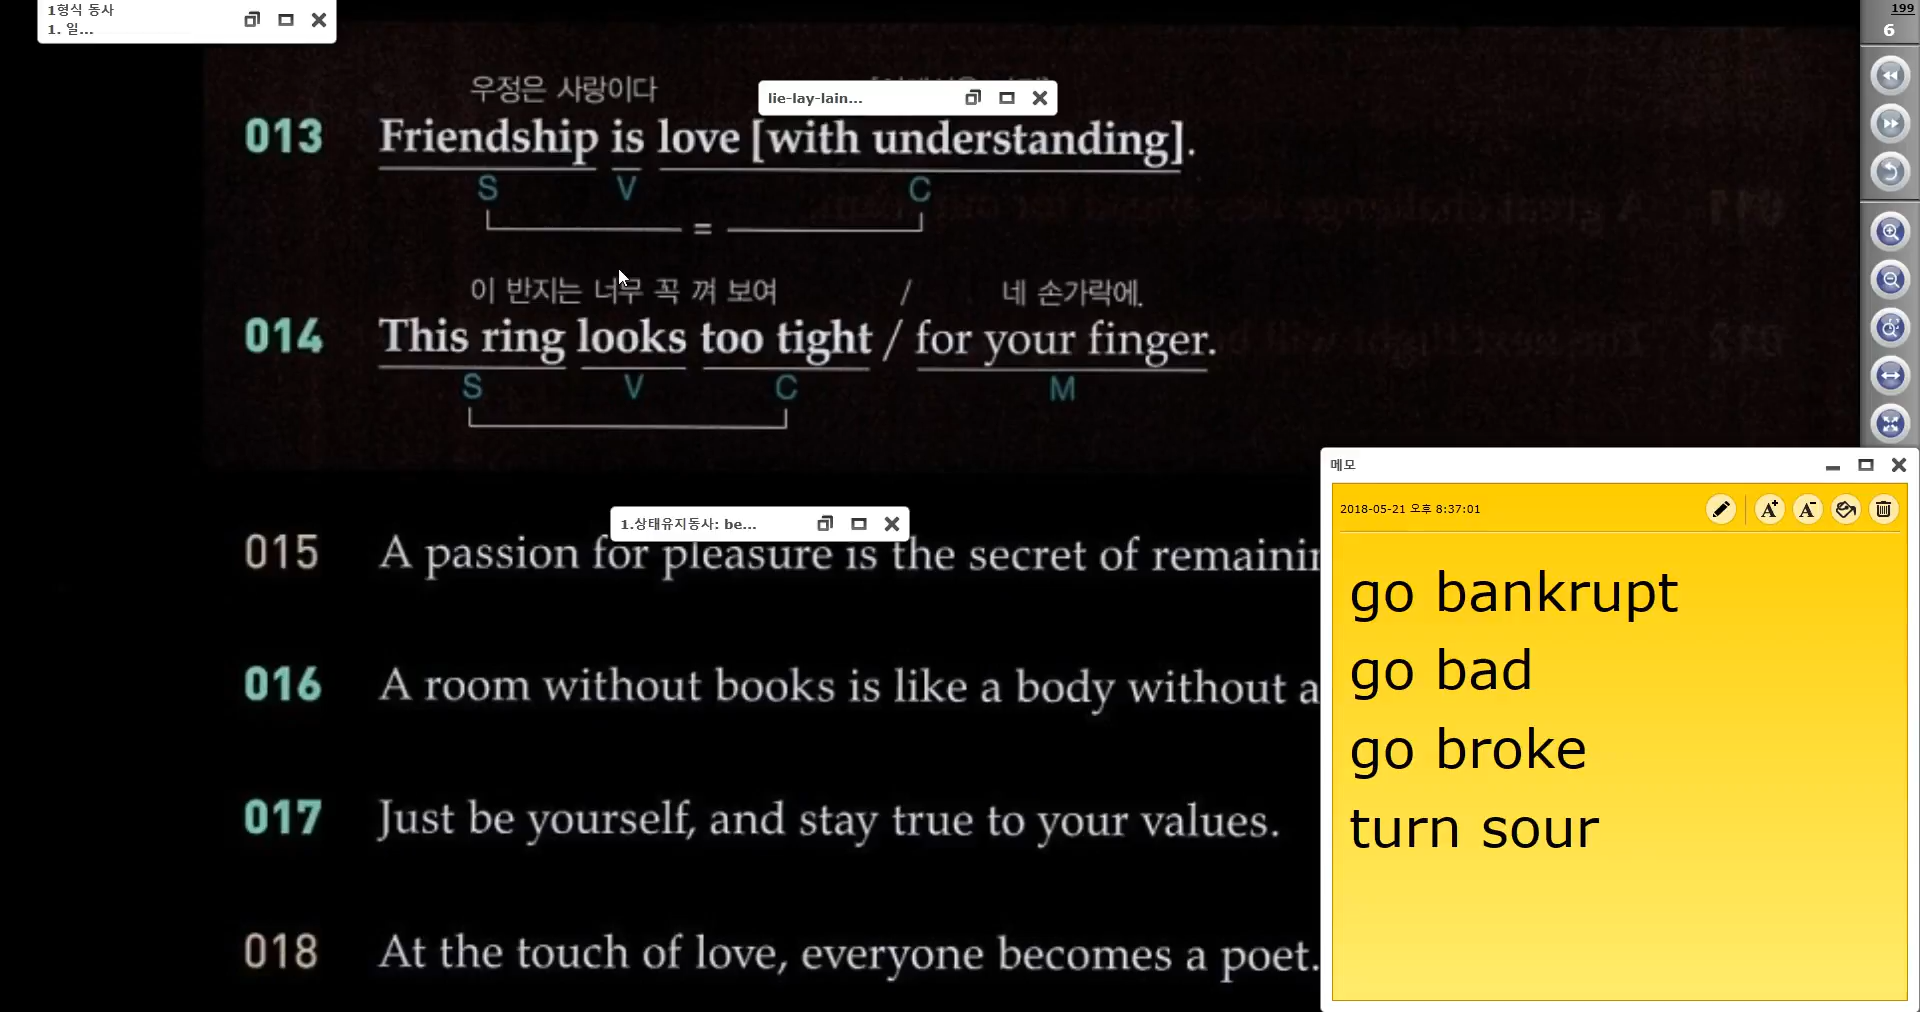 1형식 동사
1. 일...
199
6
우정은 사랑이다
lie-lay-lain...
013 Friendship is love [with understanding].
S V C
=
이 반지는 너무 꼭 껴 보여 / 네 손가락에.
014 This ring looks too tight / for your finger.
S V C M
1.상태유지동사: be...
015 A passion for pleasure is the secret of
016 A room without books is like a body without a
017 Just be yourself, and stay true to your values.
018 At the touch of love, everyone becomes a poet.
메모
2018-05-21 오후 8:37:01
go bankrupt
go bad
go broke
turn sour